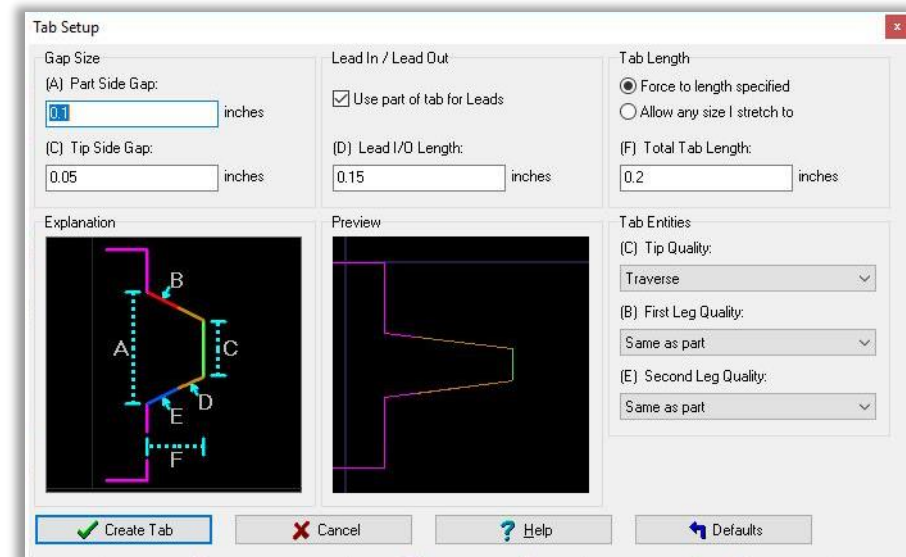 Tab Setup
x
Gap Size
(A) Part Side Gap:
0.1 inches
(C) Tip Side Gap:
0.05 inches
Lead In / Lead Out
Use part of tab for Leads
(D) Lead I/O Length:
0.15 inches
Tab Length
Force to length specified
Allow any size I stretch to
(F) Total Tab Length:
0.2 inches
Explanation
B
A
C
D
E
F
Preview
Tab Entities
(C) Tip Quality:
Traverse
(B) First Leg Quality:
Same as part
(E) Second Leg Quality:
Same as part
Create Tab
Cancel
? Help
Defaults